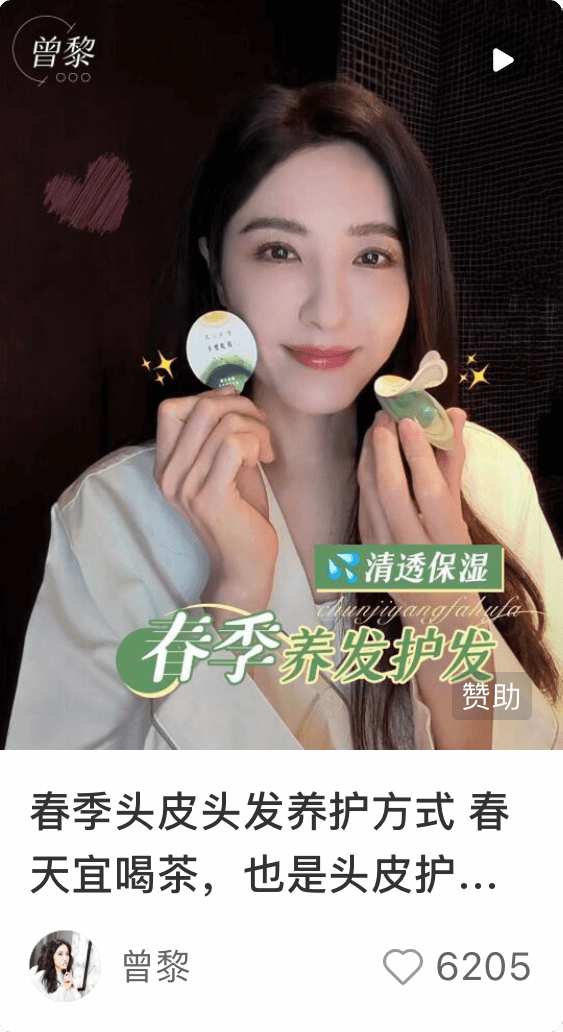 曾黎
清透保湿
chunjiyangfahufa
春季养发护发
赞助
春季头皮头发养护方式 春
天宜喝茶，也是头皮护...
曾黎
6205